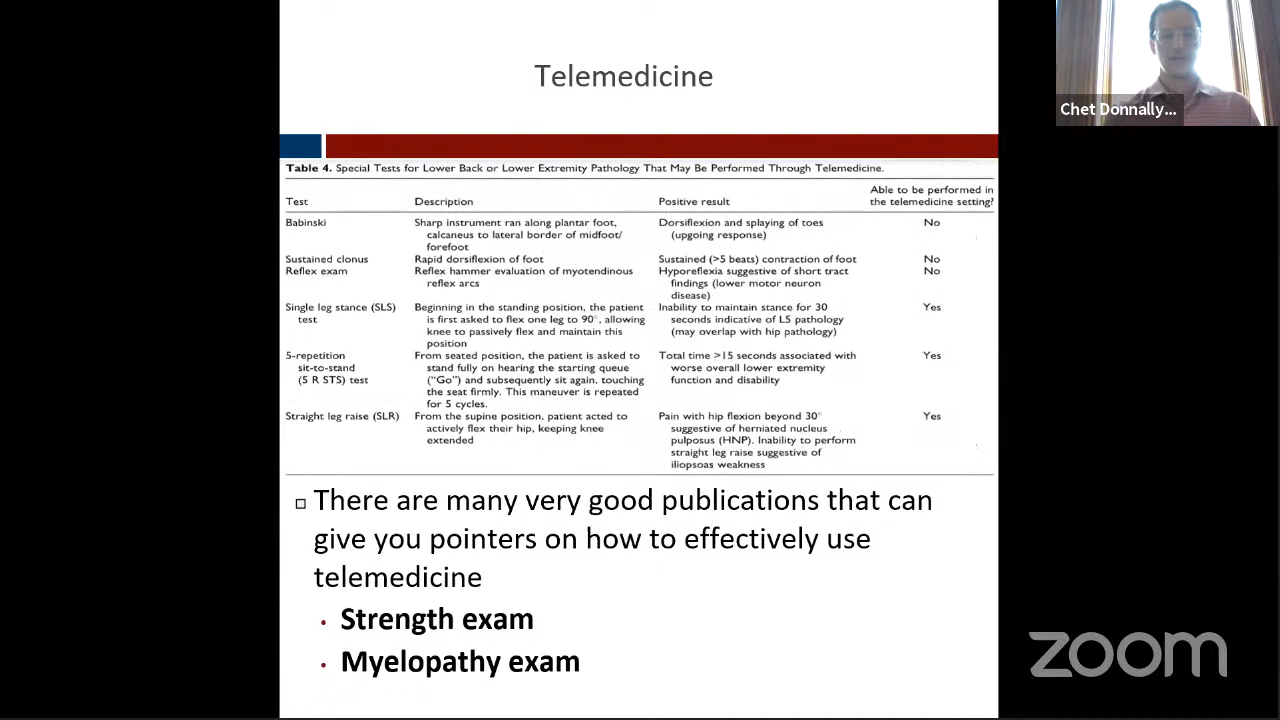 Telemedicine
Chet Donnally...
Table 4. Special Tests for Lower Back or Lower Extremity Pathology That May Be Performed Through Telemedicine.
Test Description Positive result Able to be performed in the telemedicine setting?
Babinski Sharp instrument ran along plantar foot, Dorsiflexion and splaying of toes No
calcaneus to lateral border of midfoot/ (upgoing response)
forefoot
Sustained clonus Rapid dorsiflexion of foot Sustained (>5 beats) contraction of foot No
Reflex exam Reflex hammer evaluation of myotendinous Hyporeflexia suggestive of short tract No
reflex arcs findings (lower motor neuron
disease)
Single leg stance (SLS) Beginning in the standing position, the patient Inability to maintain stance for 30 Yes
test is first asked to flex one leg to 90°, allowing seconds indicative of L5 pathology
knee to passively flex and maintain this (may overlap with hip pathology)
position
5-repetition From seated position, the patient is asked to Total time >15 seconds associated with Yes
sit-to-stand stand fully on hearing the starting queue worse overall lower extremity
(5 R STS) test (“Go”) and subsequently sit again, touching function and disability
the seat firmly. This maneuver is repeated
for 5 cycles.
Straight leg raise (SLR) From the supine position, patient acted to Pain with hip flexion beyond 30° Yes
actively flex their hip, keeping knee suggestive of herniated nucleus
extended pulposus (HNP). Inability to perform
straight leg raise suggestive of
iliopsoas weakness
There are many very good publications that can
give you pointers on how to effectively use
telemedicine
• Strength exam
• Myelopathy exam
zoom